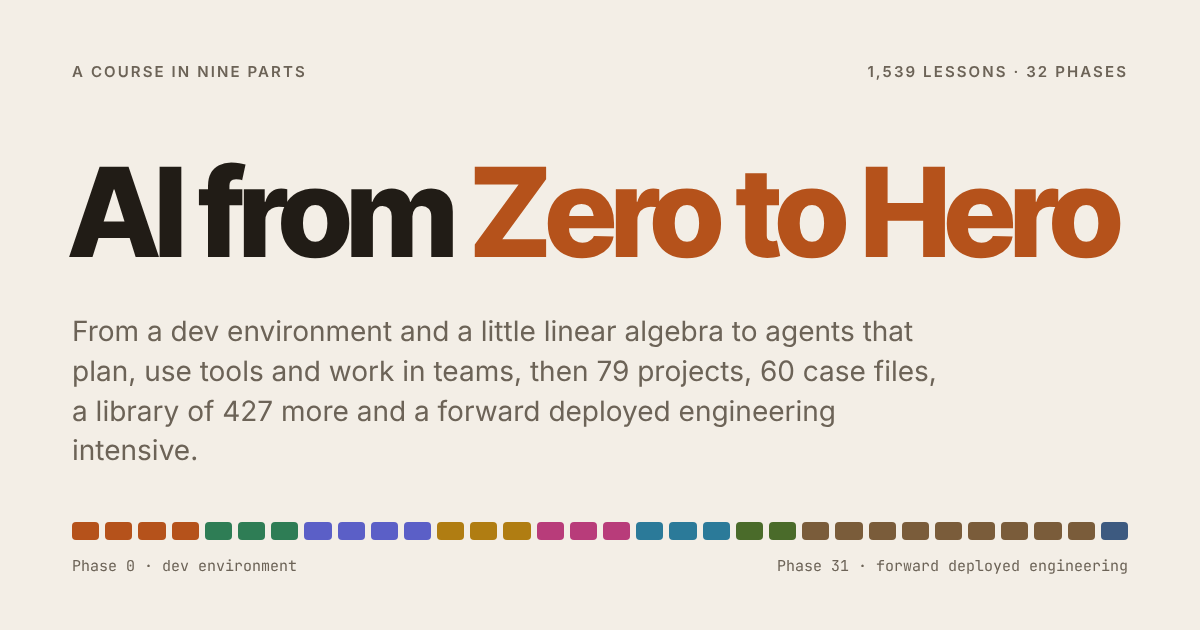 A COURSE IN NINE PARTS
1,539 LESSONS · 32 PHASES
AI from Zero to Hero
From a dev environment and a little linear algebra to agents that
plan, use tools and work in teams, then 79 projects, 60 case files,
a library of 427 more and a forward deployed engineering
intensive.
Phase 0 · dev environment
Phase 31 · forward deployed engineering